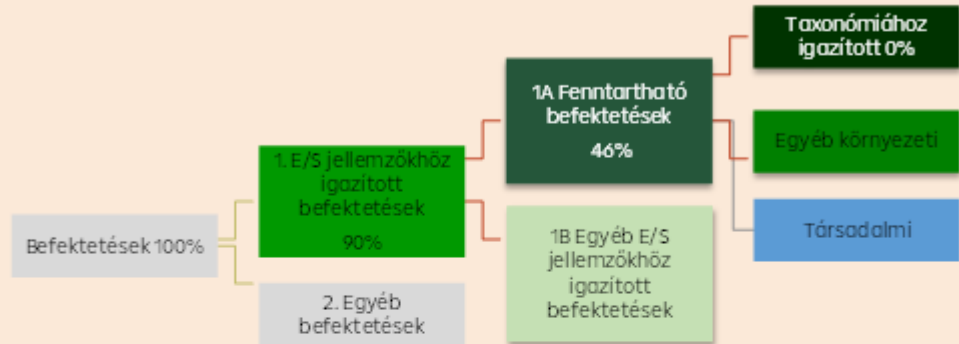 Befektetések 100%
1. E/S jellemzőkhöz
igazított
befektetések
90%
2. Egyéb
befektetések
1A Fenntartható
befektetések
46%
1B Egyéb E/S
jellemzőkhöz
igazított
befektetések
Taxonómiához
igazított 0%
Egyéb környezeti
Társadalmi